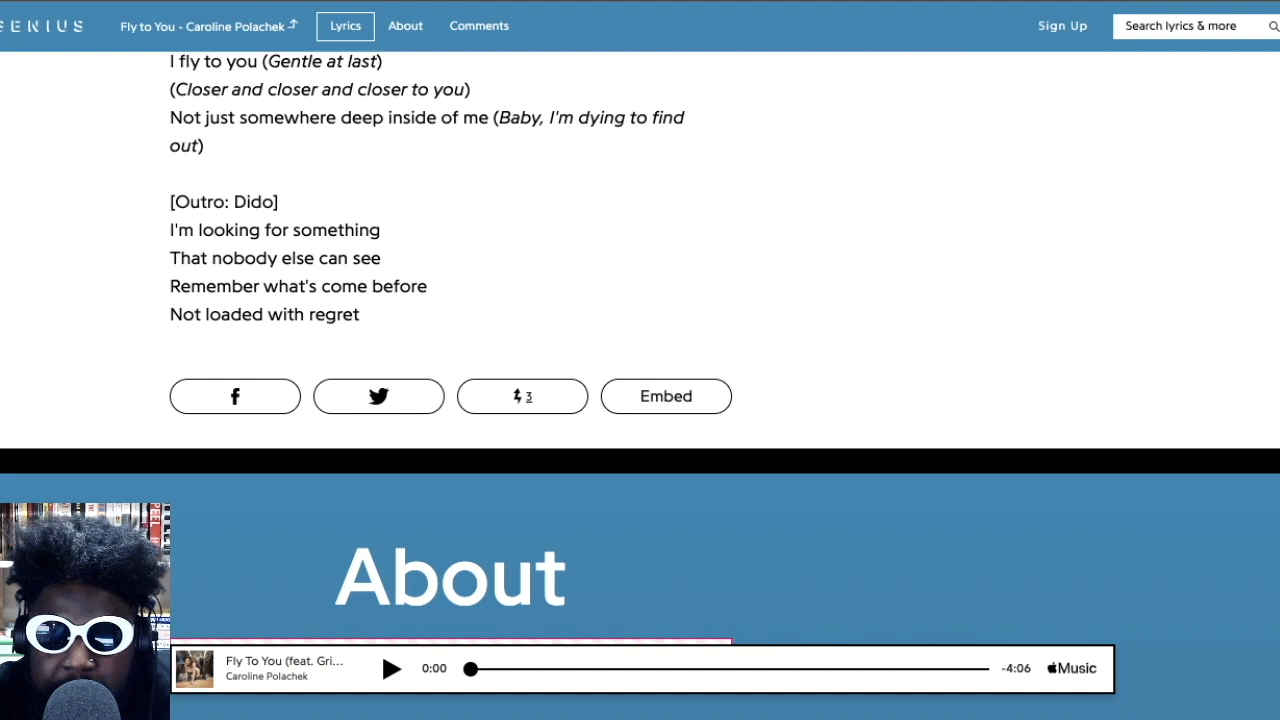 GENIUS Fly to You - Caroline Polachek Lyrics About Comments Sign Up Search lyrics & more
I fly to you (Gentle at last)
(Closer and closer and closer to you)
Not just somewhere deep inside of me (Baby, I'm dying to find
out)
[Outro: Dido]
I'm looking for something
That nobody else can see
Remember what's come before
Not loaded with regret
3 Embed
About
Fly To You (feat. Gri...
Caroline Polachek
0:00 -4:06 Music